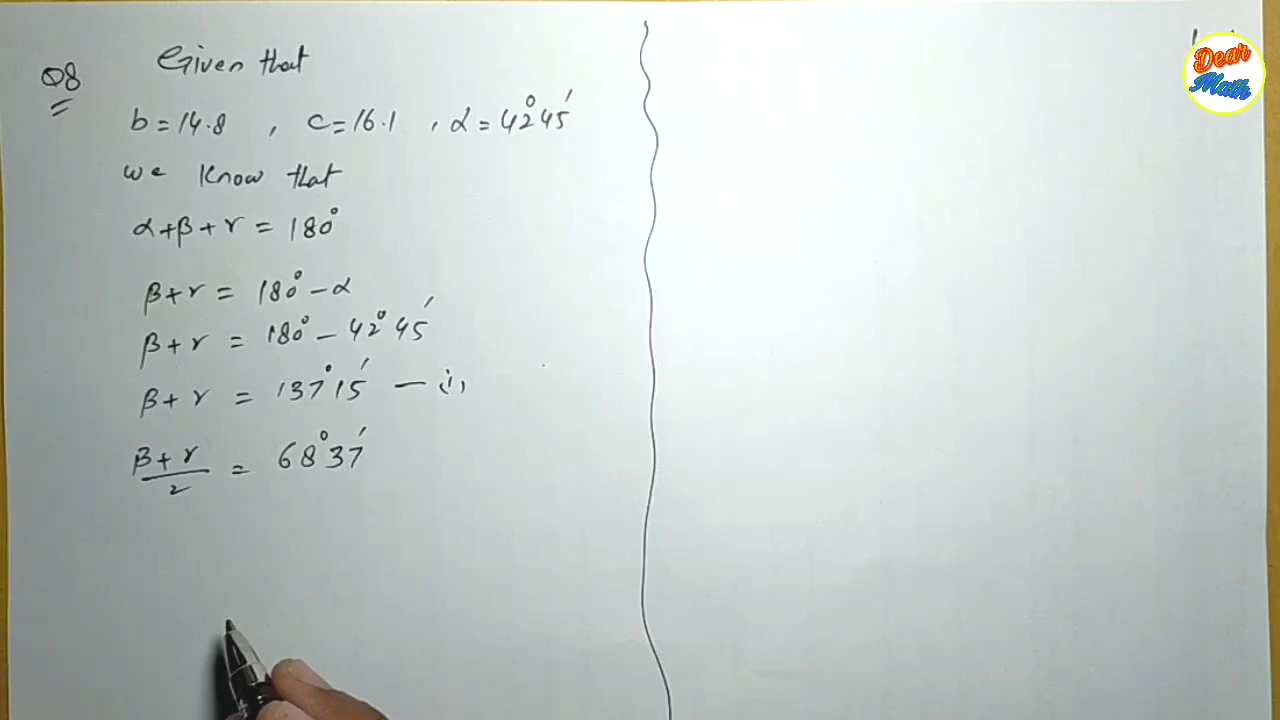 Q8 Given that
b = 14.8 , c = 16.1 , α = 42° 45′
we know that
α + β + γ = 180°
β + γ = 180° − α
β + γ = 180° − 42° 45′
β + γ = 137° 15′ — (i)
(β + γ)/2 = 68° 37′
Dear
Math